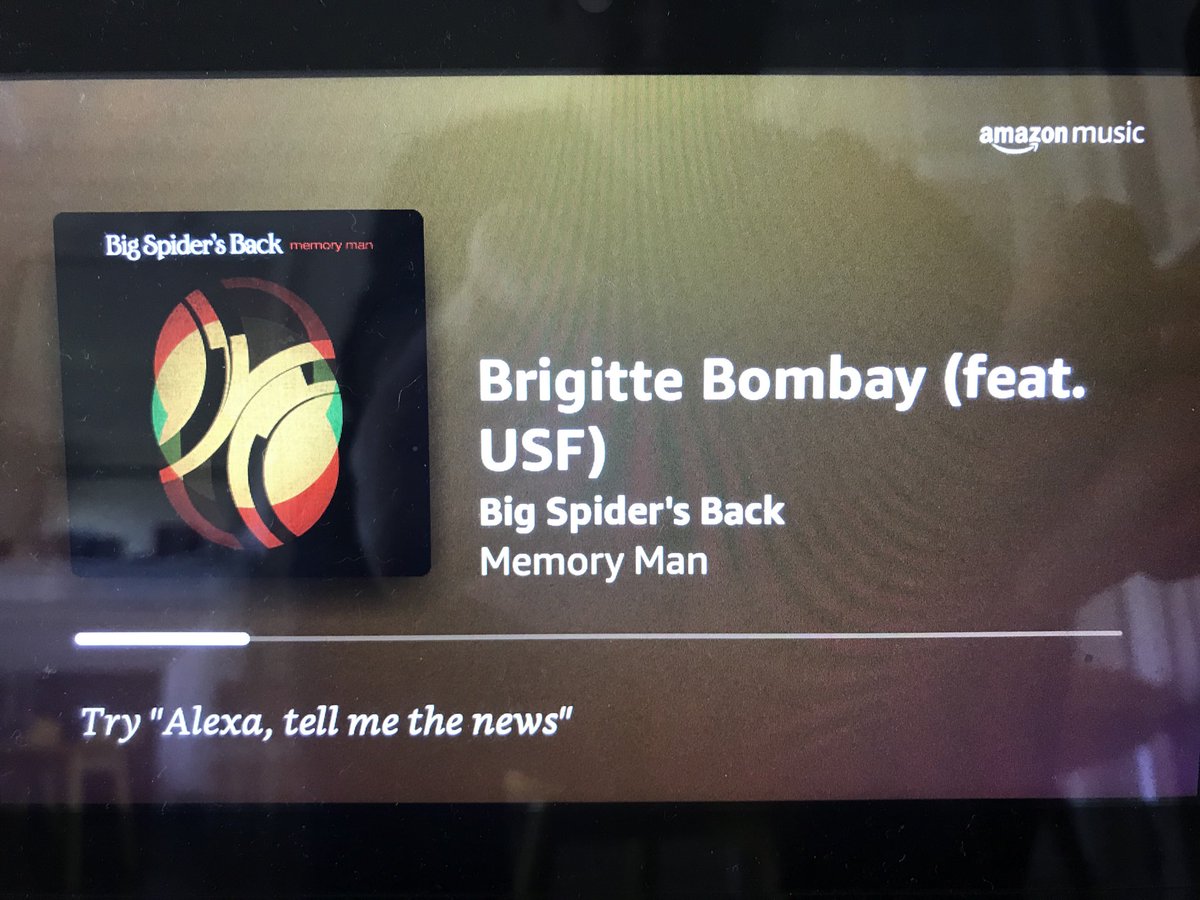 amazon music
Big Spider's Back memory man
Brigitte Bombay (feat.
USF)
Big Spider's Back
Memory Man
Try "Alexa, tell me the news"